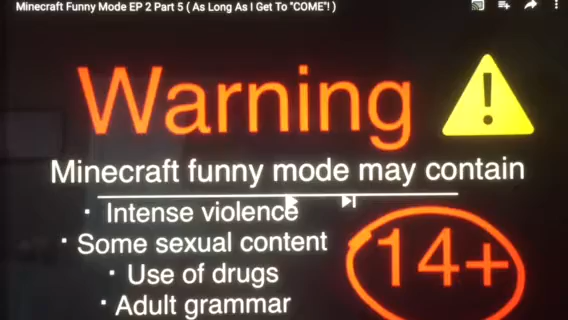 Minecraft Funny Mode EP 2 Part 5 ( As Long As I Get To "COME"! )
Warning
Minecraft funny mode may contain
· Intense violence
· Some sexual content
· Use of drugs
· Adult grammar
14+